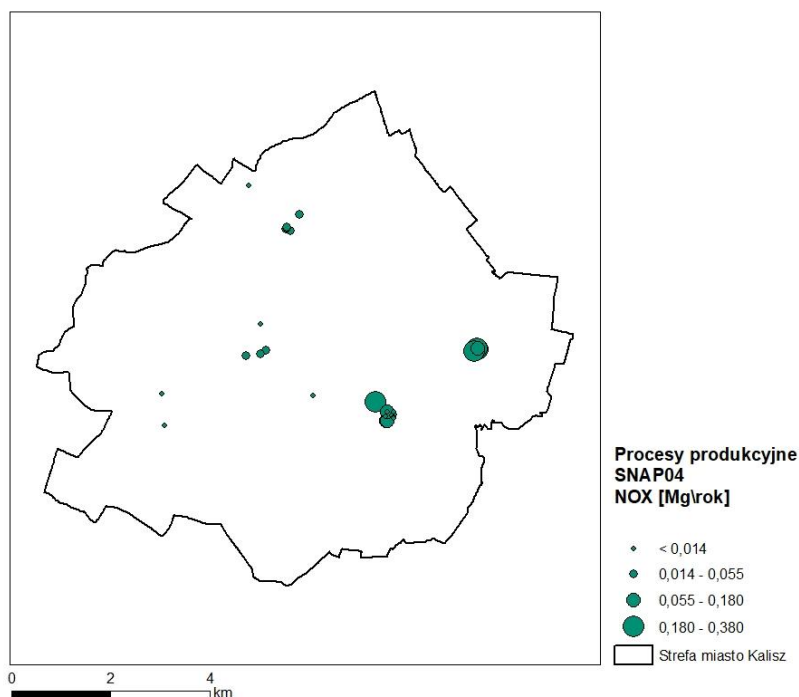 Procesy produkcyjne
SNAP04
NOX [Mg\rok]
< 0,014
0,014 - 0,055
0,055 - 0,180
0,180 - 0,380
Strefa miasto Kalisz
0 2 4
km